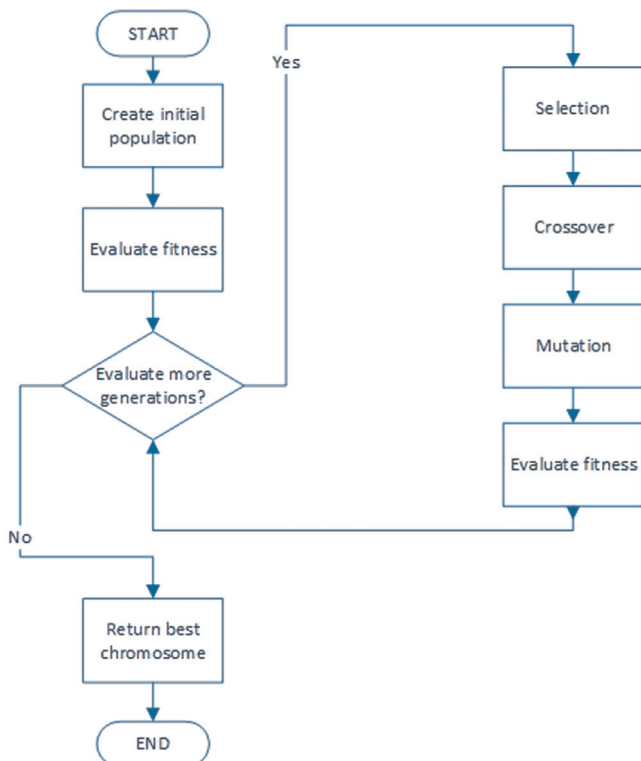 START
Create initial
population
Evaluate fitness
Evaluate more
generations?
Yes
Selection
Crossover
Mutation
Evaluate fitness
No
Return best
chromosome
END